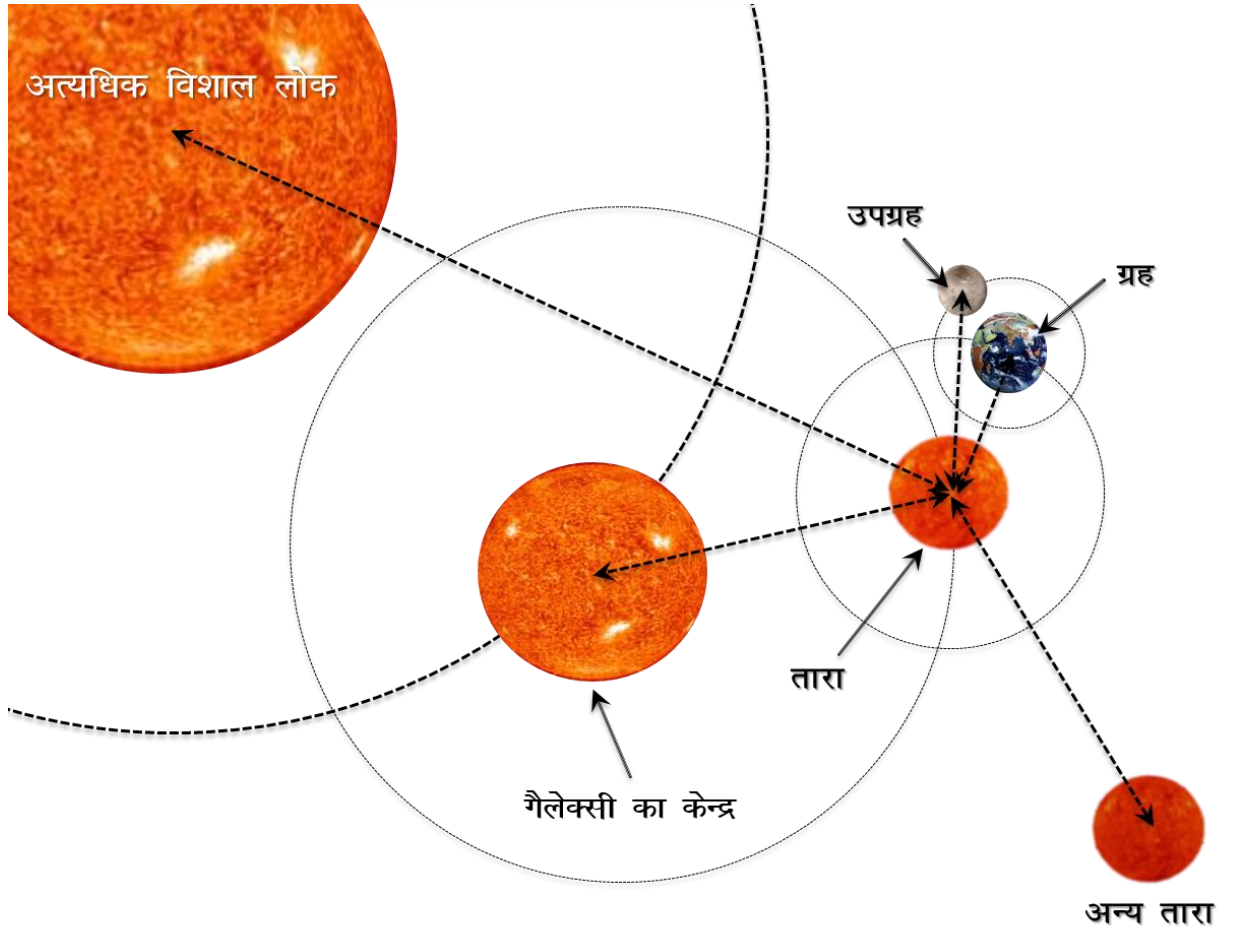 अत्यधिक विशाल लोक
उपग्रह
ग्रह
तारा
गैलेक्सी का केन्द्र
अन्य तारा